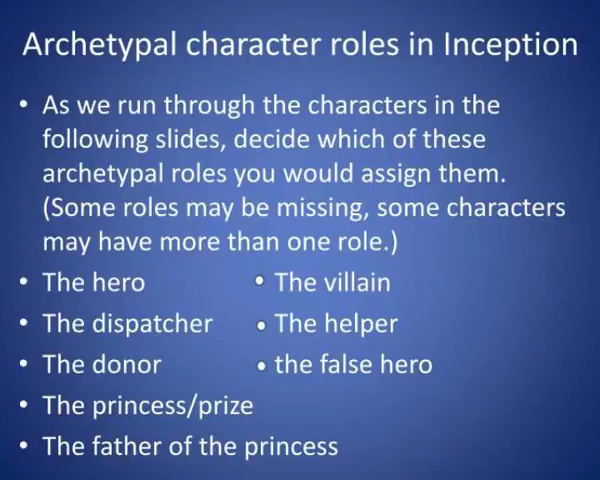 Archetypal character roles in Inception
• As we run through the characters in the
following slides, decide which of these
archetypal roles you would assign them.
(Some roles may be missing, some characters
may have more than one role.)
• The hero
• The villain
• The dispatcher
• The helper
• The donor
• the false hero
• The princess/prize
• The father of the princess